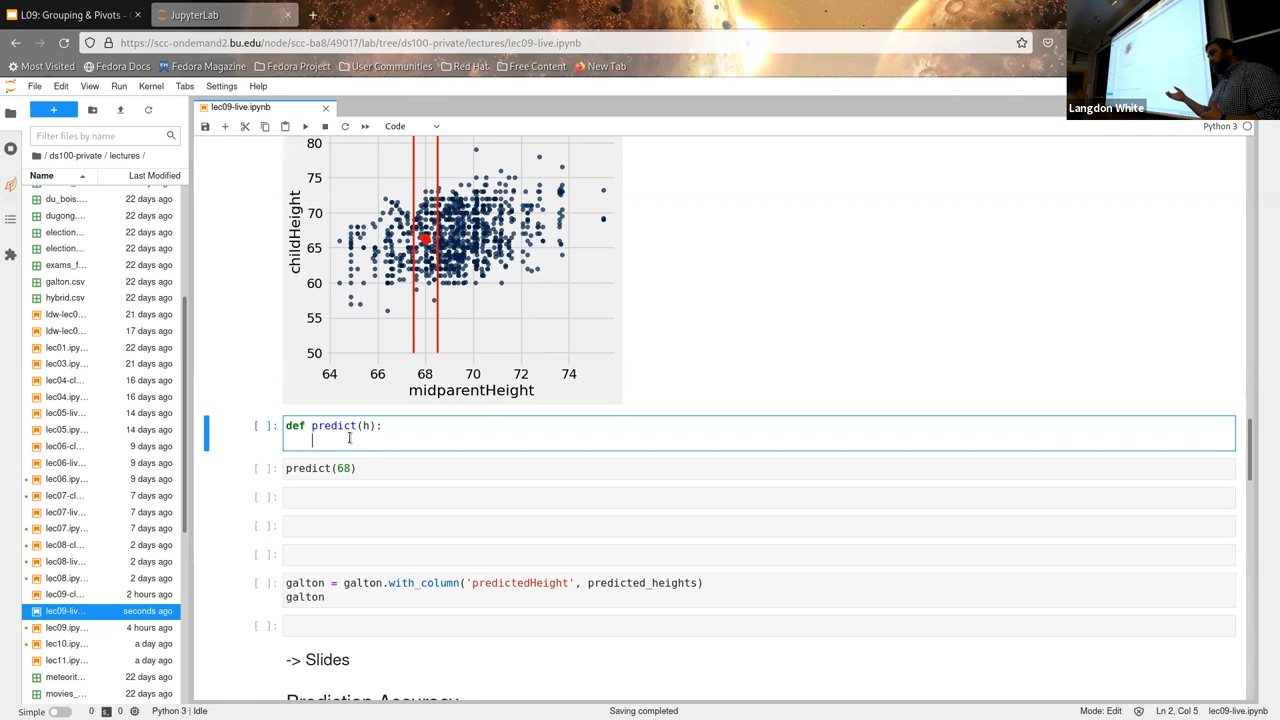 L09: Grouping & Pivots -
JupyterLab
https://scc-ondemand2.bu.edu/node/scc-ba8/49017/lab/tree/ds100-private/lectures/lec09-live.ipynb
Most Visited
Fedora Docs
Fedora Magazine
Fedora Project
User Communities
Red Hat
Free Content
New Tab
Langdon White
File Edit View Run Kernel Tabs Settings Help
lec09-live.ipynb
Code
Python 3
Filter files by name
/ ds100-private / lectures /
Name Last Modified
du_bois.... 22 days ago
dugong.... 22 days ago
election... 22 days ago
election... 22 days ago
exams_f... 22 days ago
galton.csv 22 days ago
hybrid.csv 22 days ago
ldw-lec0... 21 days ago
ldw-lec0... 17 days ago
lec01.ipy... 22 days ago
lec03.ipy... 21 days ago
lec04-cl... 16 days ago
lec04.ipy... 16 days ago
lec05-liv... 14 days ago
lec05.ipy... 14 days ago
lec06-cl... 9 days ago
lec06-liv... 9 days ago
lec06.ipy... 9 days ago
lec07-cl... 7 days ago
lec07-liv... 7 days ago
lec07.ipy... 7 days ago
lec08-cl... 2 days ago
lec08-liv... 2 days ago
lec08.ipy... 2 days ago
lec09-cl... 2 hours ago
lec09-liv... seconds ago
lec09.ipy... 4 hours ago
lec10.ipy... a day ago
lec11.ipy... a day ago
meteorit... 22 days ago
movies_... 22 days ago
80
75
70
65
60
55
50
childHeight
64 66 68 70 72 74
midparentHeight
[ ]: def predict(h):
[ ]: predict(68)
[ ]:
[ ]:
[ ]:
[ ]: galton = galton.with_column('predictedHeight', predicted_heights)
galton
[ ]:
-> Slides
Prediction Accuracy
Simple 0 0 Python 3 | Idle Saving completed Mode: Edit Ln 2, Col 5 lec09-live.ipynb